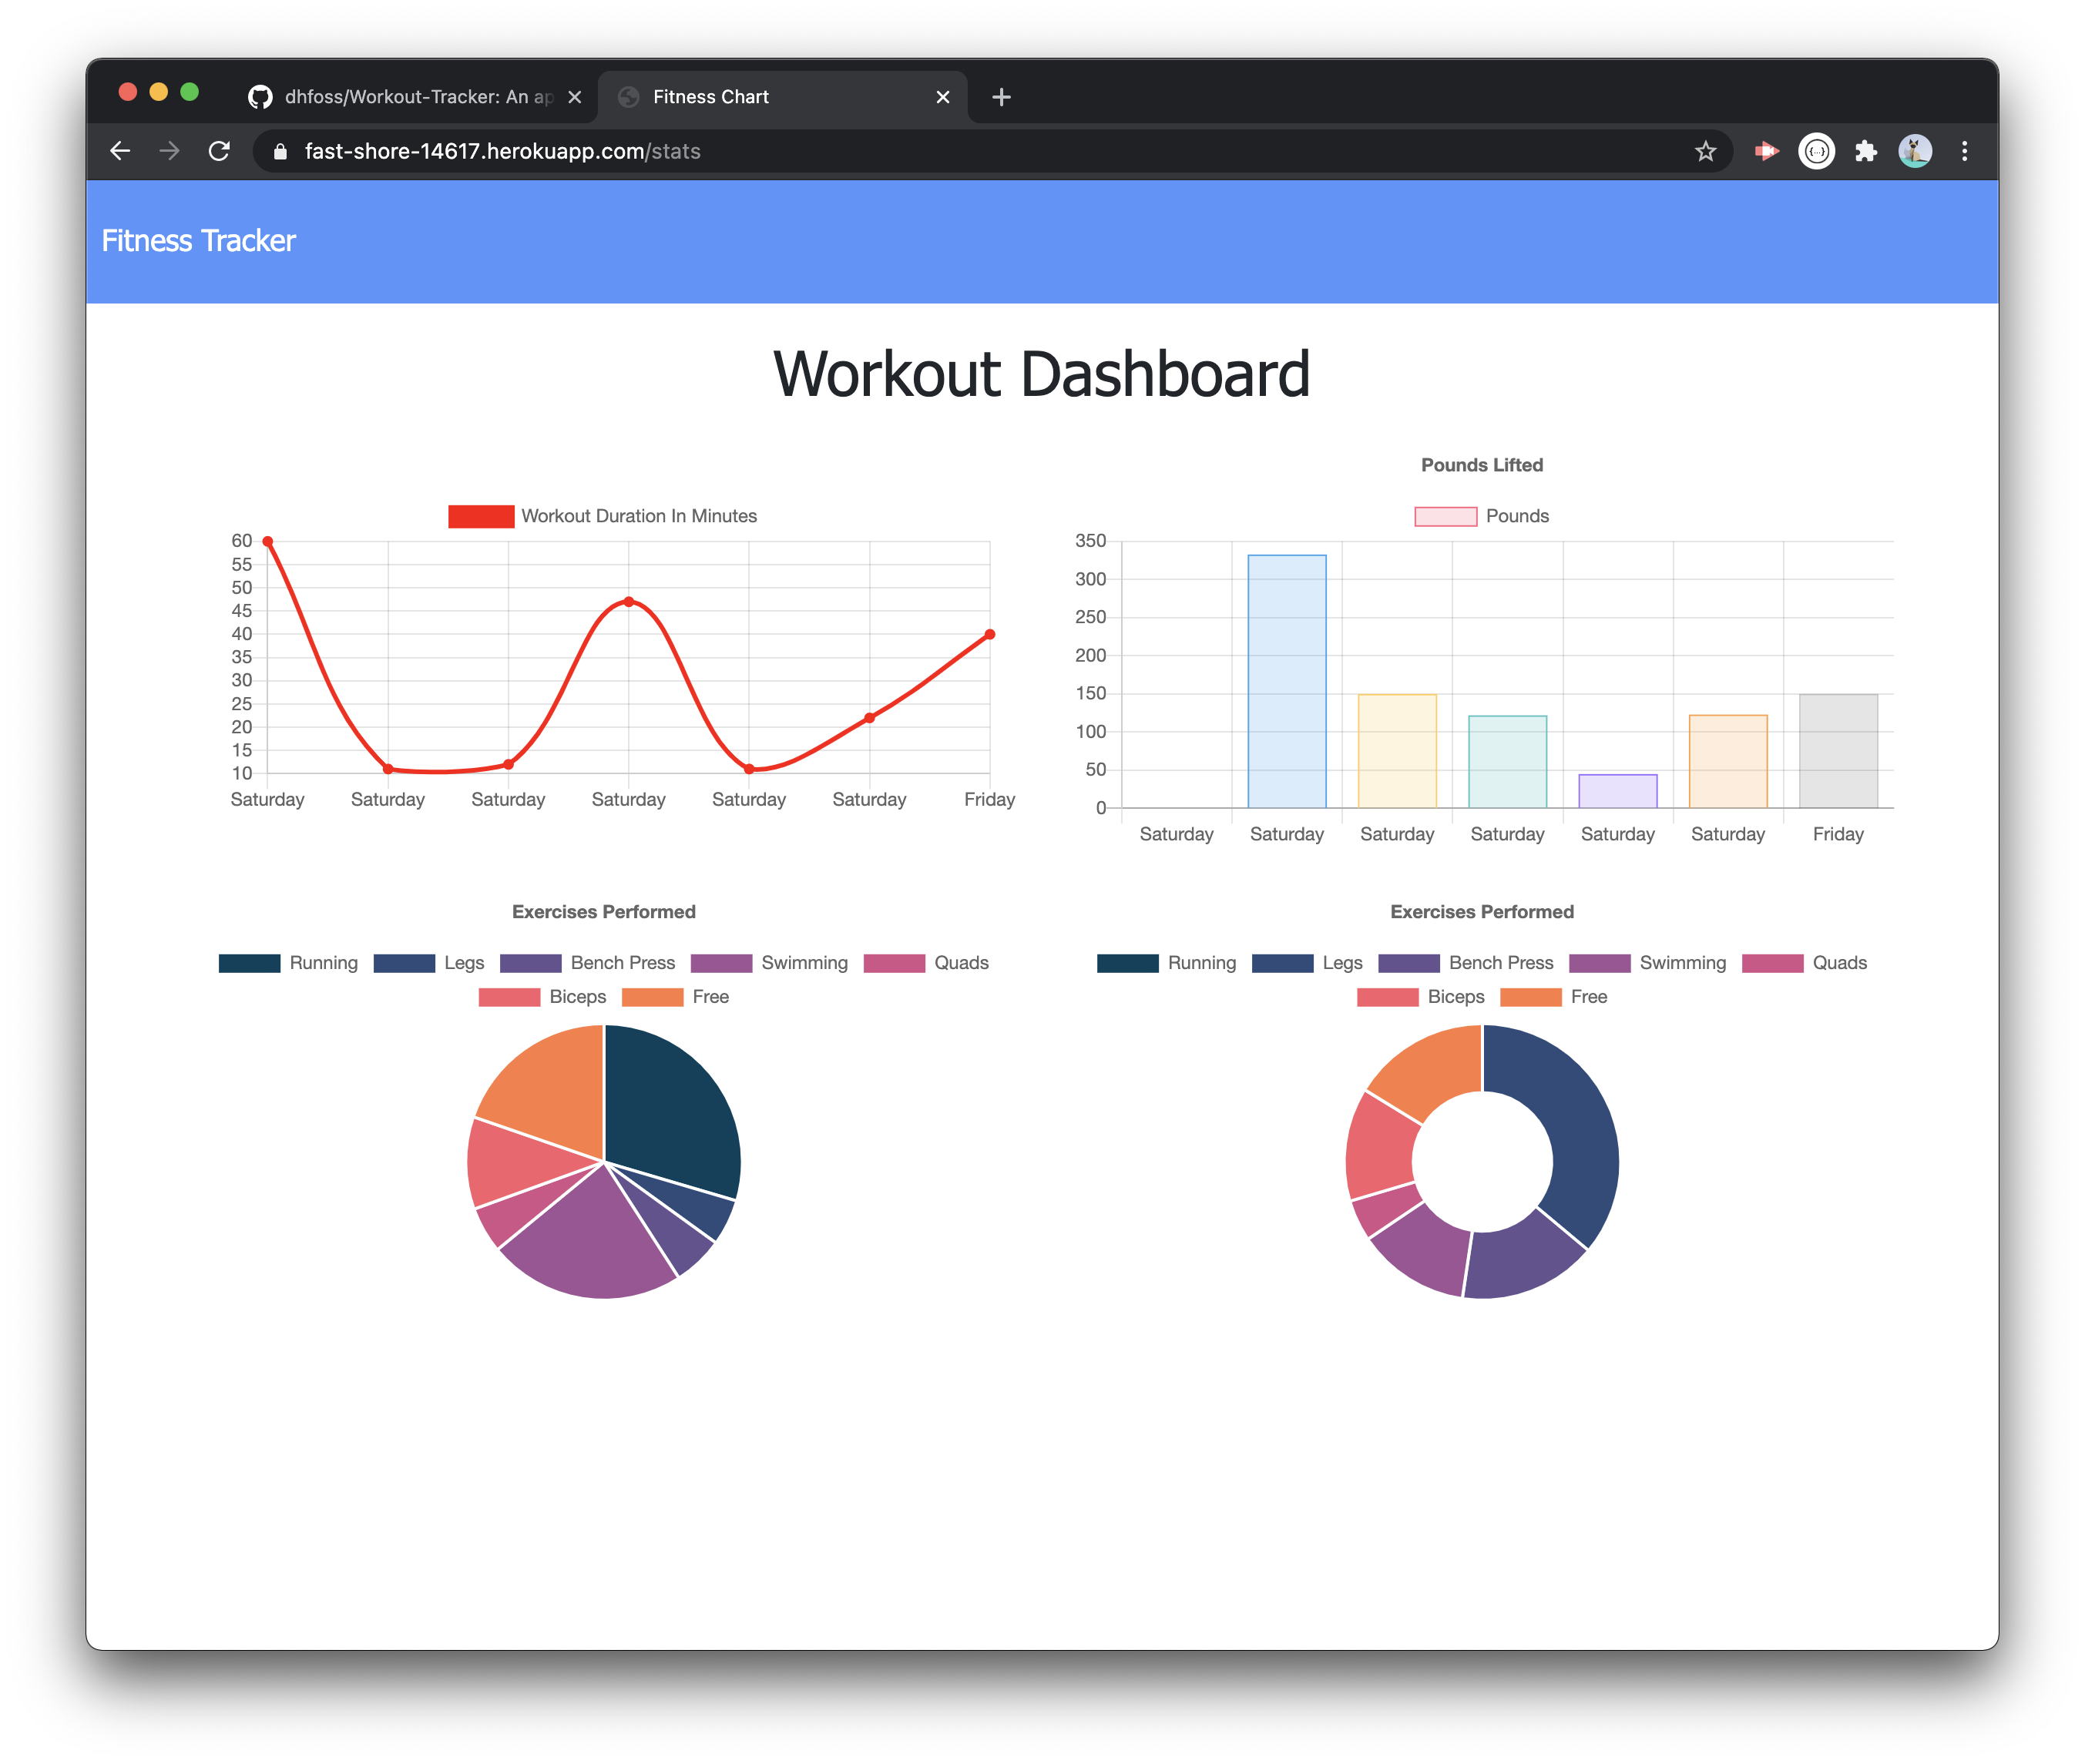 dhfoss/Workout-Tracker: An ap
Fitness Chart
fast-shore-14617.herokuapp.com/stats
Fitness Tracker
Workout Dashboard
Workout Duration In Minutes
60
55
50
45
40
35
30
25
20
15
10
Saturday Saturday Saturday Saturday Saturday Saturday Friday
Pounds Lifted
Pounds
350
300
250
200
150
100
50
0
Saturday Saturday Saturday Saturday Saturday Saturday Friday
Exercises Performed
Running Legs Bench Press Swimming Quads
Biceps Free
Exercises Performed
Running Legs Bench Press Swimming Quads
Biceps Free